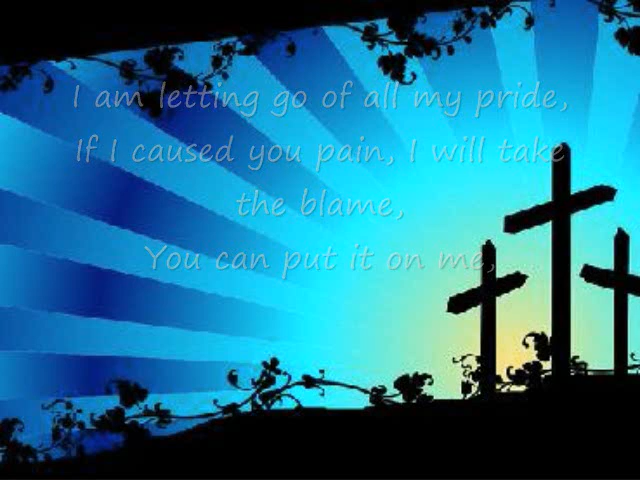 I am letting go of all my pride,
If I caused you pain, I will take
the blame,
You can put it on me,